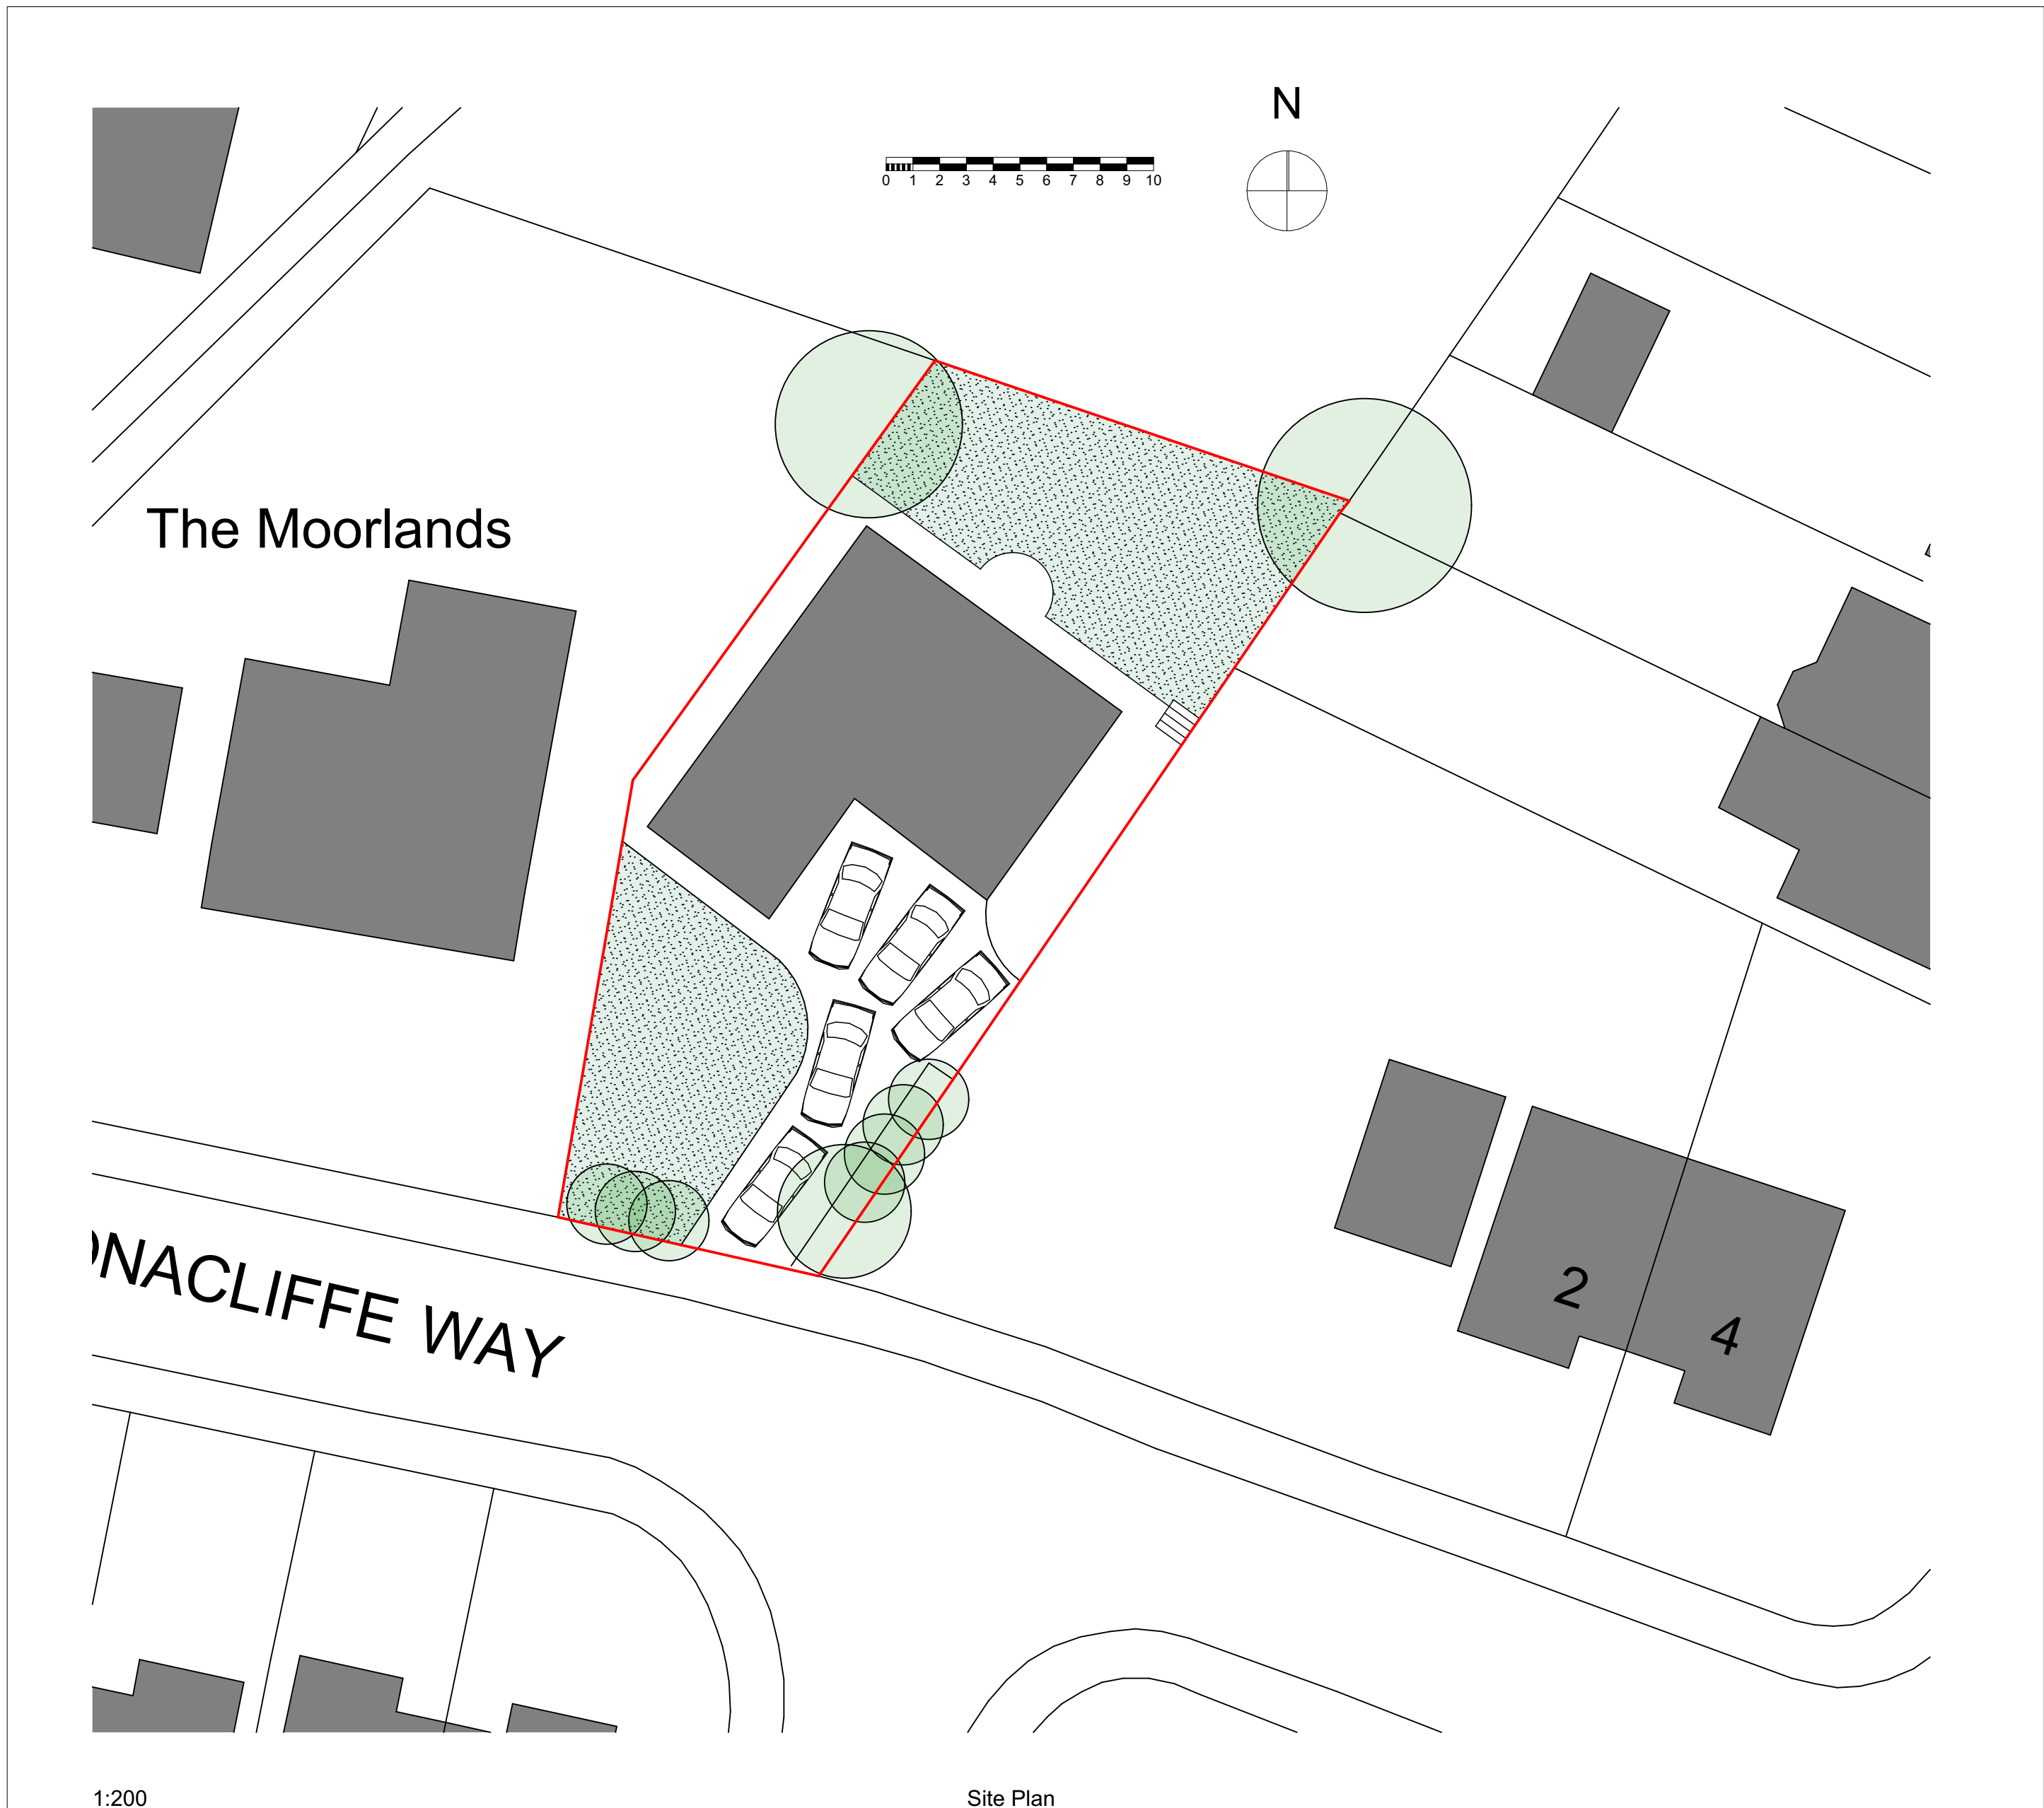 N
0 1 2 3 4 5 6 7 8 9 10
The Moorlands
ONACLIFFE WAY
2
4
1:200
Site Plan